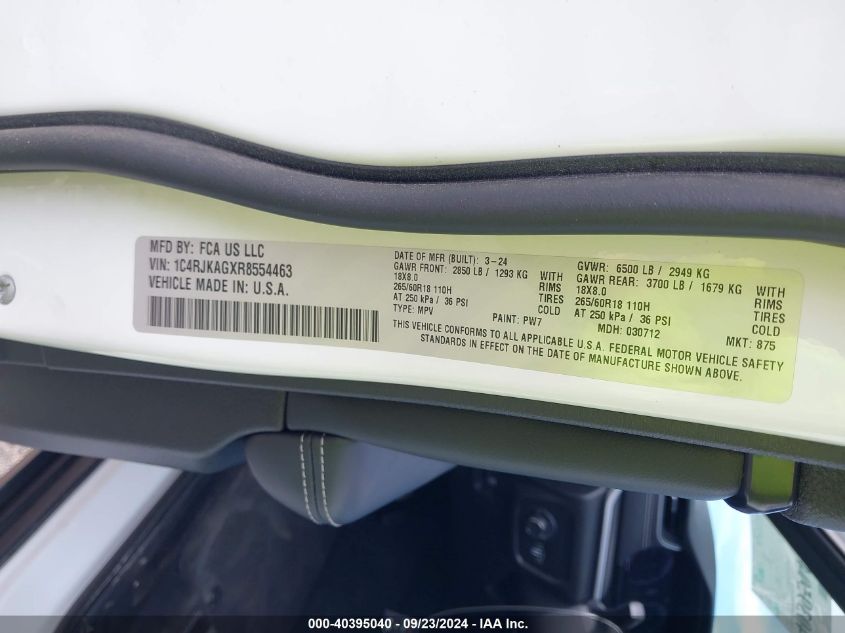 MFD BY: FCA US LLC
VIN: 1C4RJKAGXR8554463
VEHICLE MADE IN: U.S.A.
DATE OF MFR (BUILT): 3-24
GAWR FRONT: 2850 LB / 1293 KG WITH
18X8.0 RIMS
265/60R18 110H TIRES
AT 250 kPa / 36 PSI COLD
TYPE: MPV PAINT: PW7
GVWR: 6500 LB / 2949 KG
GAWR REAR: 3700 LB / 1679 KG WITH
18X8.0 RIMS
265/60R18 110H TIRES
AT 250 kPa / 36 PSI COLD
MDH: 030712 MKT: 875
THIS VEHICLE CONFORMS TO ALL APPLICABLE U.S.A. FEDERAL MOTOR VEHICLE SAFETY
STANDARDS IN EFFECT ON THE DATE OF MANUFACTURE SHOWN ABOVE.
000-40395040 - 09/23/2024 - IAA Inc.